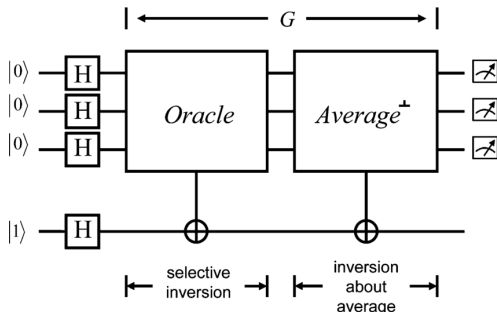 G
|0⟩ H
|0⟩ H Oracle Average⊥
|0⟩ H
|1⟩ H
selective
inversion
inversion
about
average